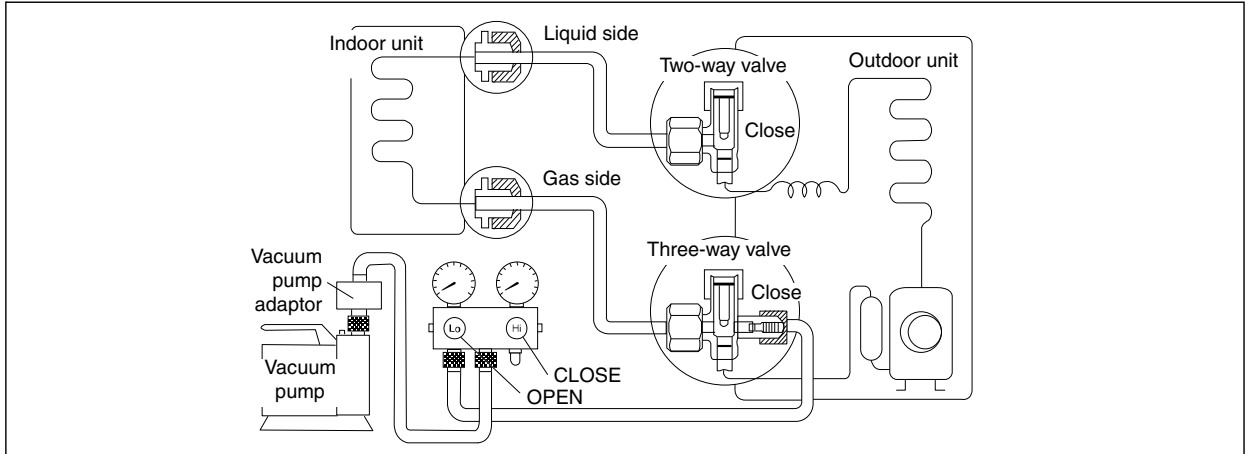 Indoor unit
Liquid side
Two-way valve
Close
Outdoor unit
Gas side
Three-way valve
Close
Vacuum
pump
adaptor
Lo
Hi
Vacuum
pump
CLOSE
OPEN